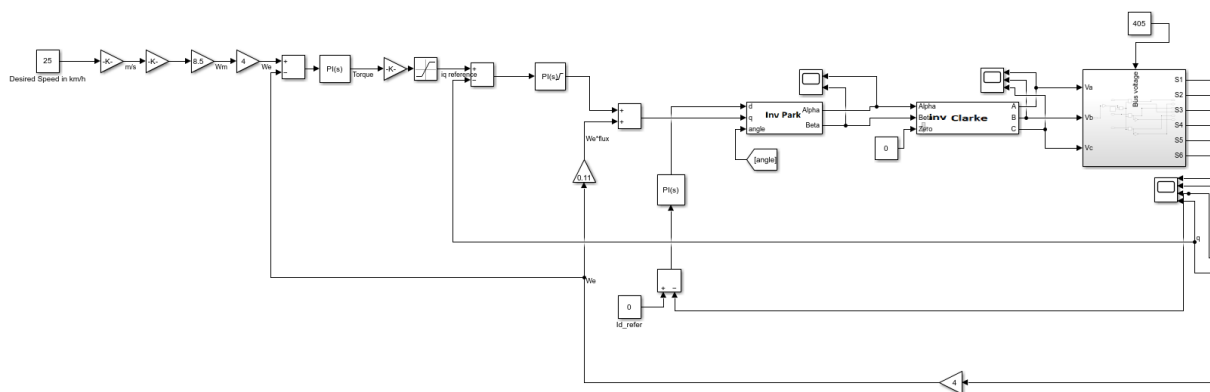 405
25
-K-
-K-
8.5
4
+
−
PI(s)
-K-
+
−
PI(s)
Desired Speed in km/h
m/s
Wm
We
Torque
iq reference
+
+
We*flux
0.11
d
q
angle
Inv Park
Alpha
Beta
[angle]
Alpha
Beta
Zero
Inv Clarke
A
B
C
0
Bus voltage
Va
Vb
Vc
S1
S2
S3
S4
S5
S6
PI(s)
q
We
+
−
0
Id_refer
4